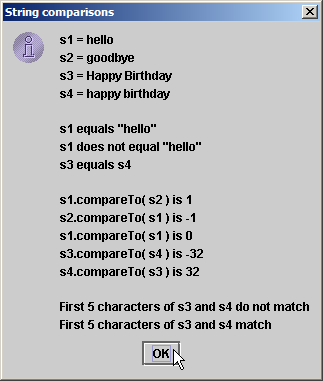 String comparisons
s1 = hello
s2 = goodbye
s3 = Happy Birthday
s4 = happy birthday
s1 equals "hello"
s1 does not equal "hello"
s3 equals s4
s1.compareTo( s2 ) is 1
s2.compareTo( s1 ) is -1
s1.compareTo( s1 ) is 0
s3.compareTo( s4 ) is -32
s4.compareTo( s3 ) is 32
First 5 characters of s3 and s4 do not match
First 5 characters of s3 and s4 match
OK